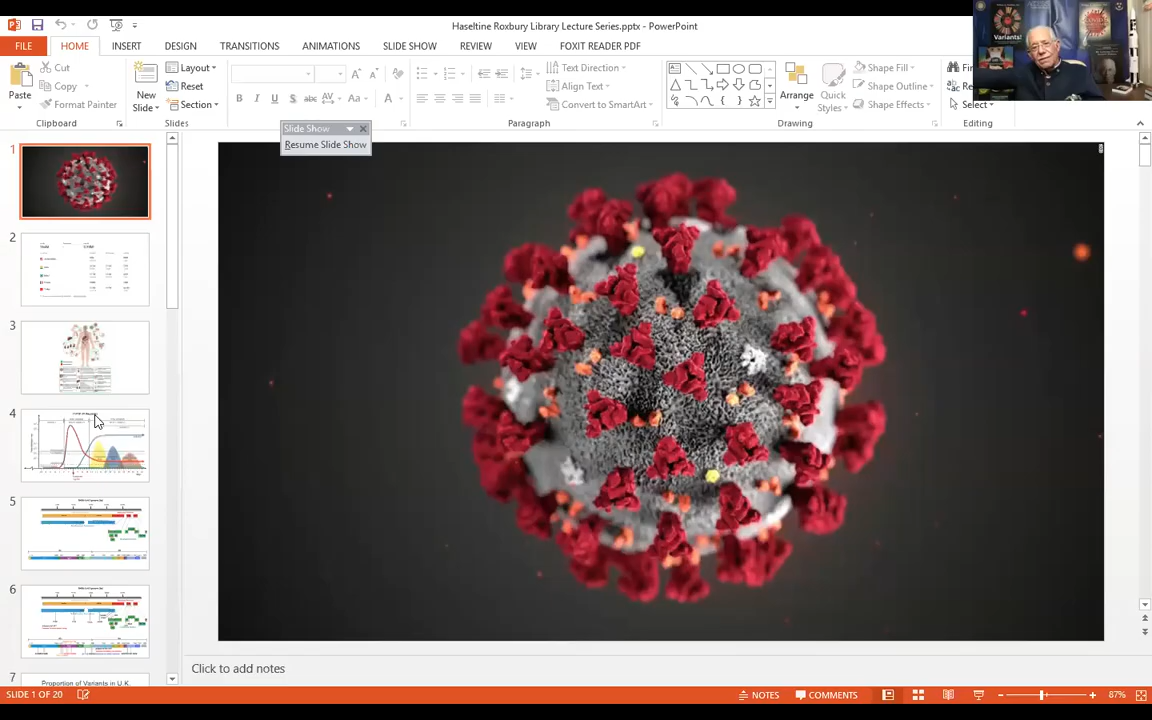 Haseltine Roxbury Library Lecture Series.pptx - PowerPoint
FILE
HOME
INSERT
DESIGN
TRANSITIONS
ANIMATIONS
SLIDE SHOW
REVIEW
VIEW
FOXIT READER PDF
Paste
Cut
Copy
Format Painter
Clipboard
New
Slide
Layout
Reset
Section
Slides
B I U S abc AV Aa A
Paragraph
Text Direction
Align Text
Convert to SmartArt
Arrange
Quick
Styles
Shape Fill
Shape Outline
Shape Effects
Drawing
Select
Editing
Variants!
Slide Show
Resume Slide Show
1
2
3
4
5
6
7
Proportion of Variants in U.K.
Click to add notes
SLIDE 1 OF 20
NOTES
COMMENTS
87%